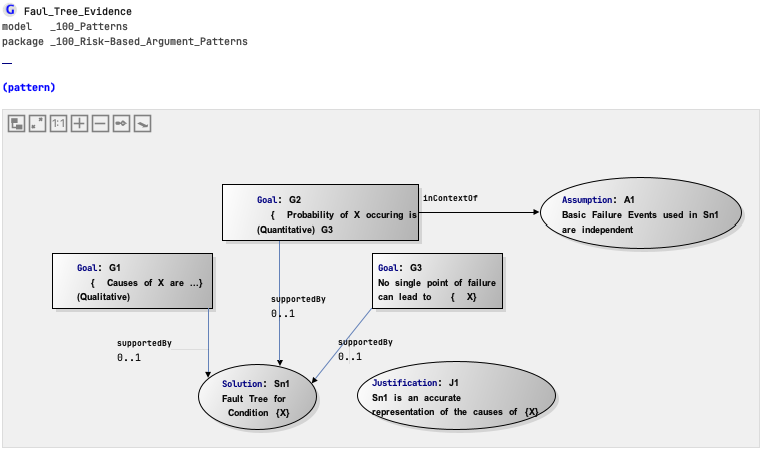 G Faul_Tree_Evidence
model _100_Patterns
package _100_Risk-Based_Argument_Patterns
(pattern)
1:1
Goal: G2
{ Probability of X occuring is
(Quantitative) G3
inContextOf
Assumption: A1
Basic Failure Events used in Sn1
are independent
Goal: G1
{ Causes of X are ...}
(Qualitative)
Goal: G3
No single point of failure
can lead to { X}
supportedBy
0..1
supportedBy
0..1
supportedBy
0..1
Solution: Sn1
Fault Tree for
Condition {X}
Justification: J1
Sn1 is an accurate
representation of the causes of {X}